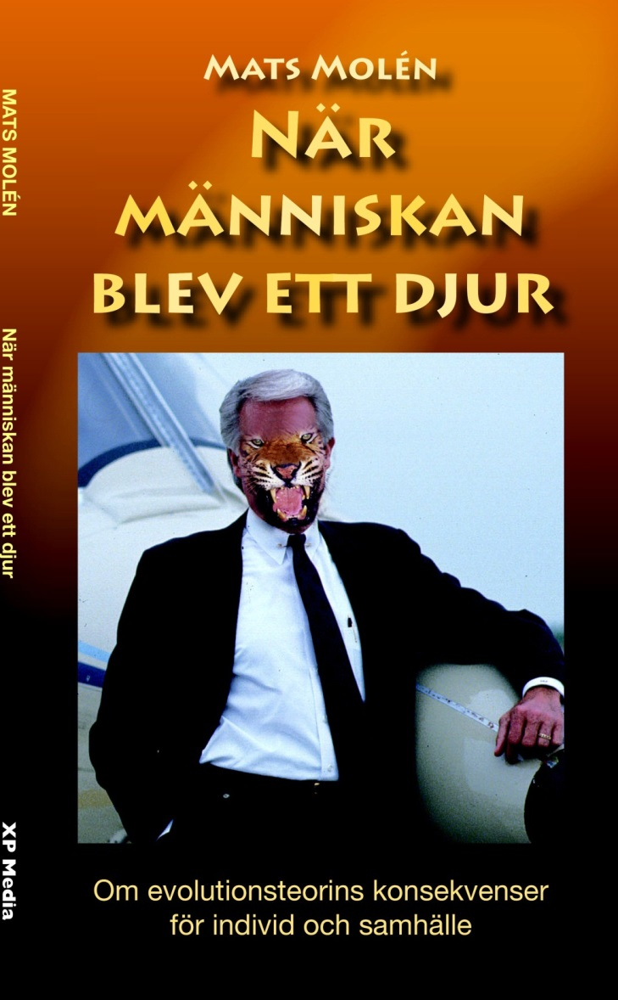 MATS MOLÉN
NÄR
MÄNNISKAN
BLEV ETT DJUR
Om evolutionsteorins konsekvenser
för individ och samhälle
MATS MOLÉN
När människan blev ett djur
XP Media